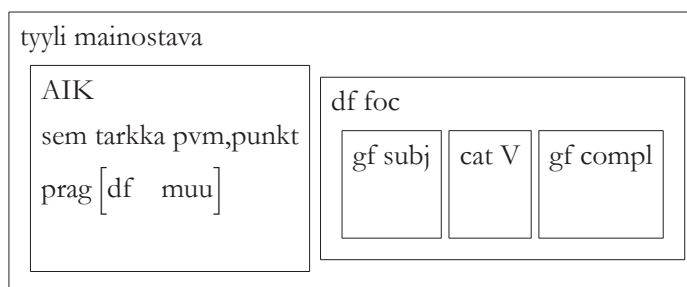 tyyli mainostava
AIK
sem tarkka pvm,punkt
prag [df muu]
df foc
gf subj
cat V
gf compl